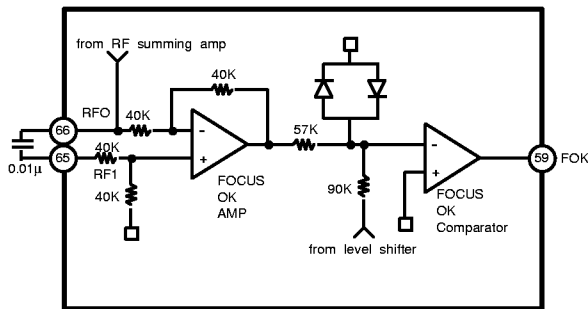 from RF summing amp
RFO
40K
40K
66
0.01µ
65
40K
RF1
40K
-
+
FOCUS
OK
AMP
57K
90K
from level shifter
-
+
FOCUS
OK
Comparator
59
FOK